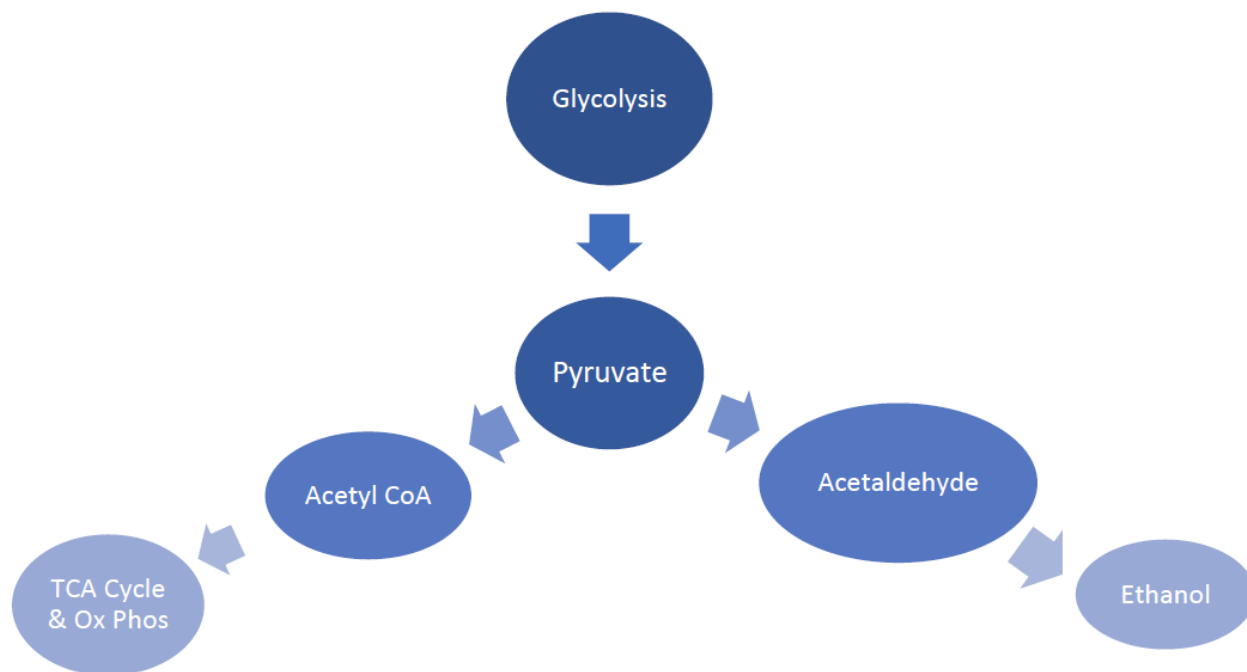 Glycolysis
Pyruvate
Acetyl CoA
Acetaldehyde
TCA Cycle
& Ox Phos
Ethanol